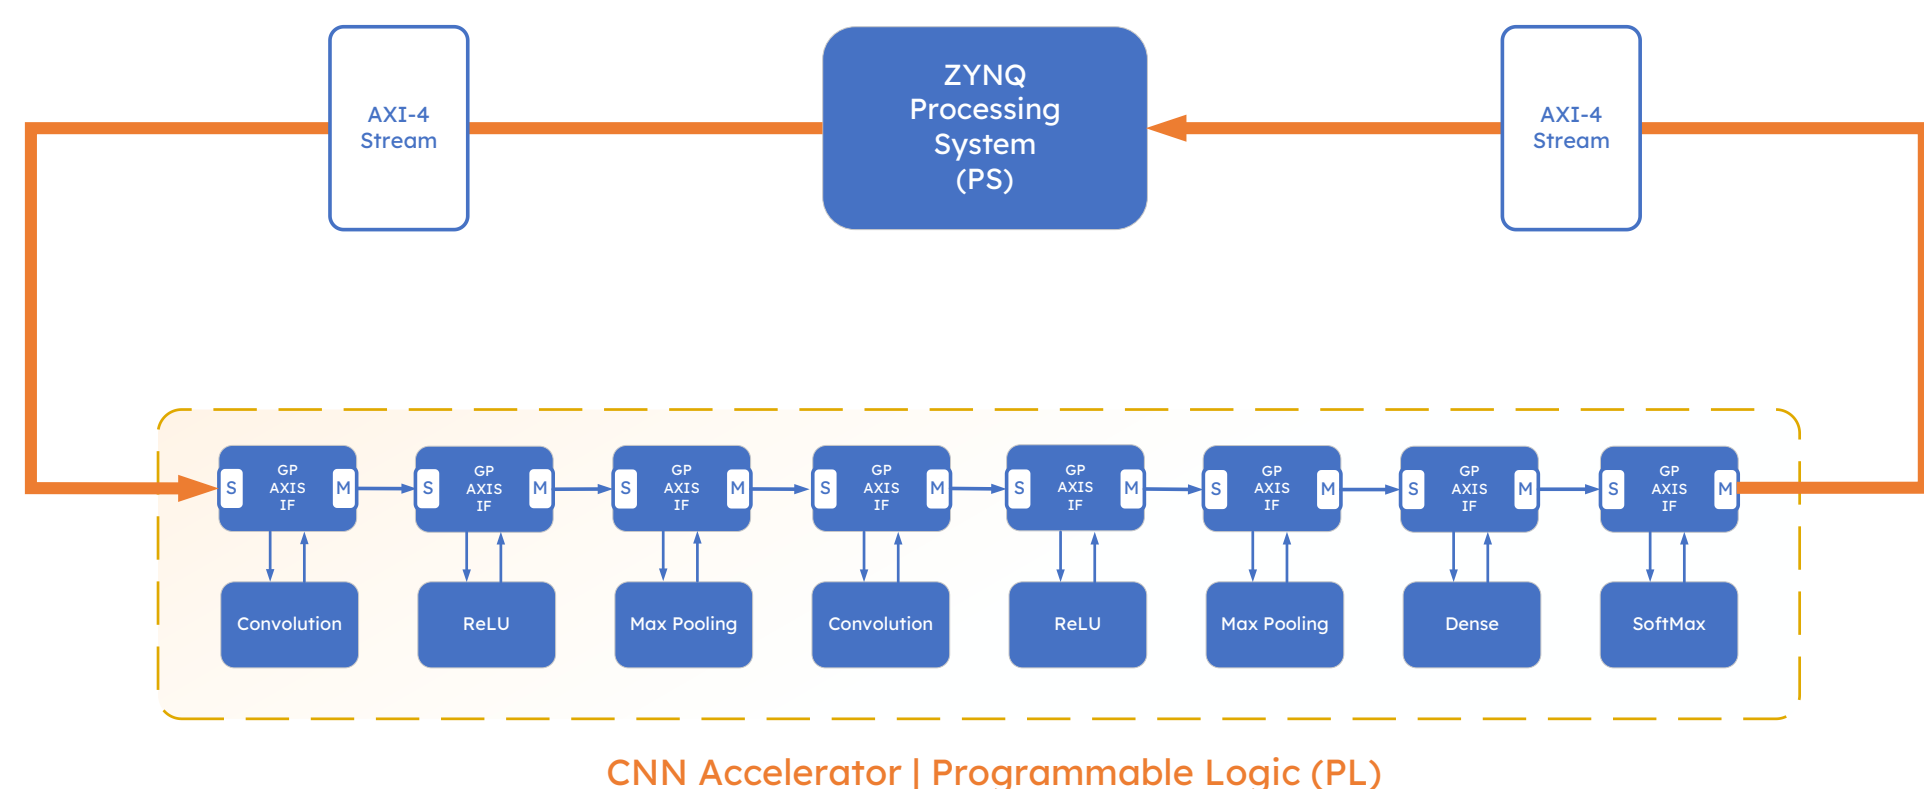 AXI-4
Stream
ZYNQ
Processing
System
(PS)
AXI-4
Stream
S
GP
AXIS
IF
M
S
GP
AXIS
IF
M
S
GP
AXIS
IF
M
S
GP
AXIS
IF
M
S
GP
AXIS
IF
M
S
GP
AXIS
IF
M
S
GP
AXIS
IF
M
S
GP
AXIS
IF
M
Convolution
ReLU
Max Pooling
Convolution
ReLU
Max Pooling
Dense
SoftMax
CNN Accelerator | Programmable Logic (PL)